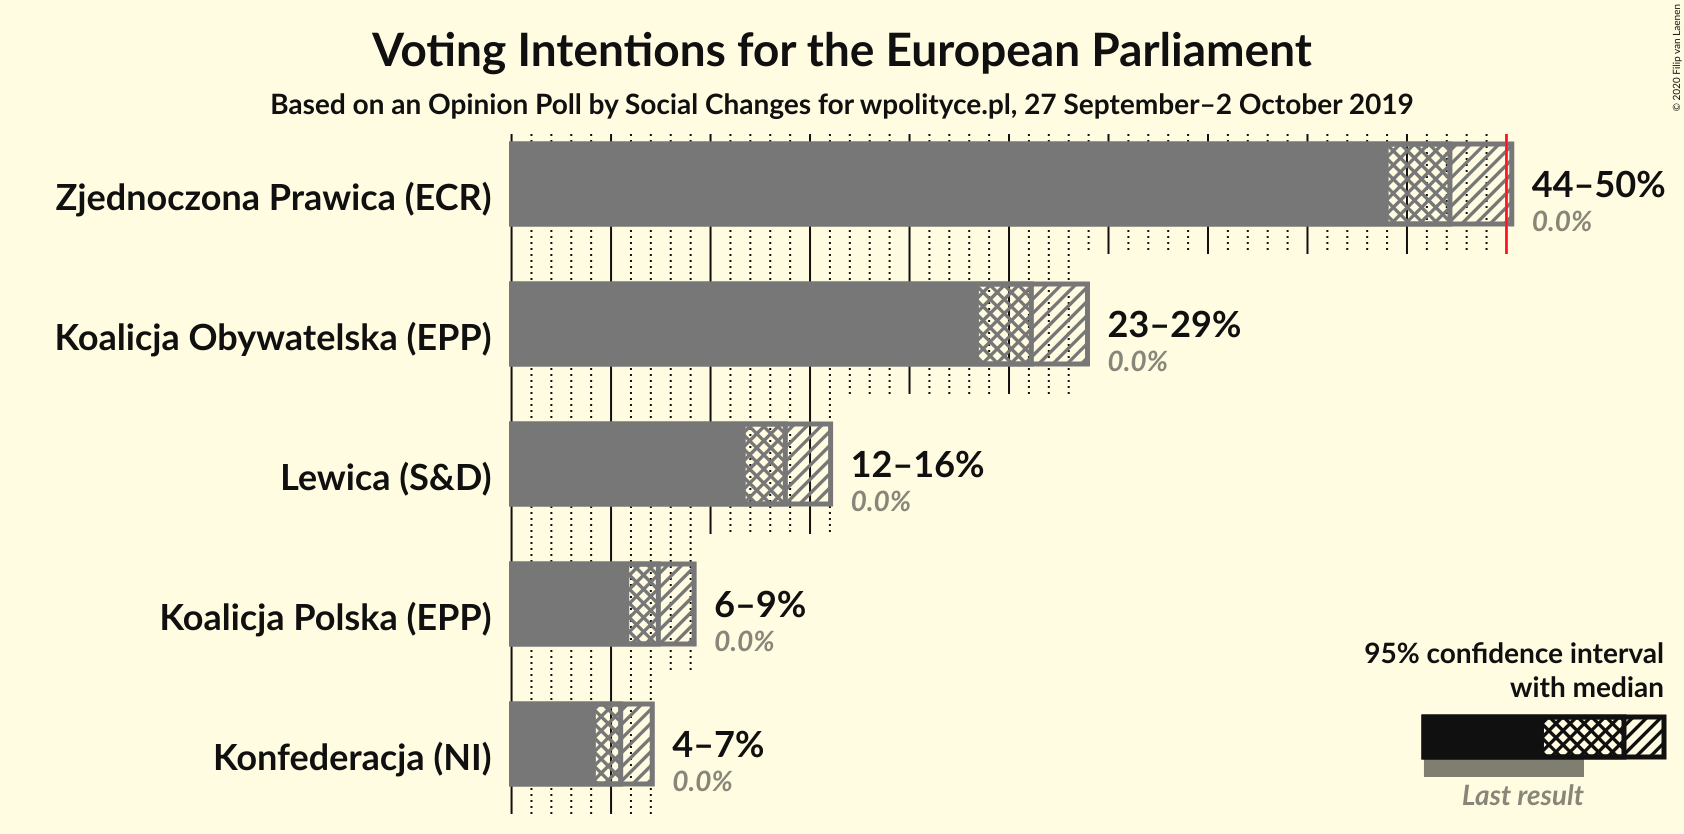 Voting Intentions for the European Parliament
Based on an Opinion Poll by Social Changes for wpolityce.pl, 27 September–2 October 2019
© 2020 Filip van Laenen
Zjednoczona Prawica (ECR)
44–50%
0.0%
Koalicja Obywatelska (EPP)
23–29%
0.0%
Lewica (S&D)
12–16%
0.0%
Koalicja Polska (EPP)
6–9%
0.0%
Konfederacja (NI)
4–7%
0.0%
95% confidence interval
with median
Last result